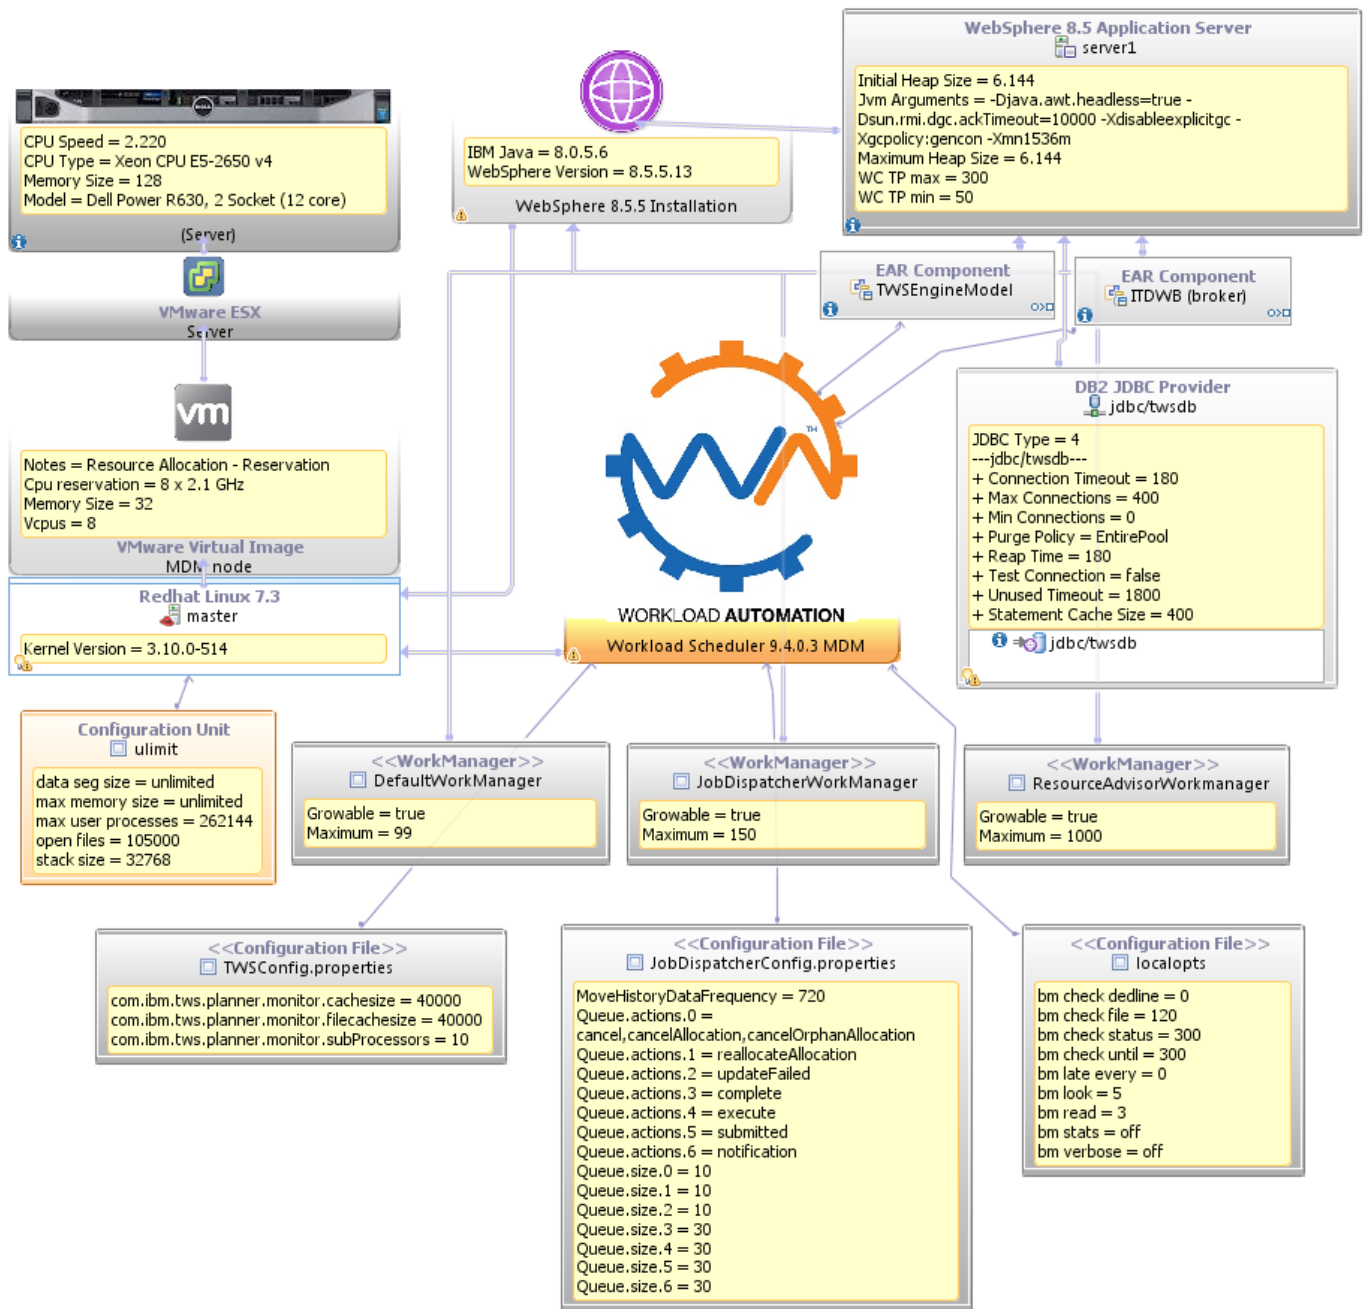 WebSphere 8.5 Application Server
server1
Initial Heap Size = 6.144
Jvm Arguments = -Djava.awt.headless=true -
Dsun.rmi.dgc.ackTimeout=10000 -Xdisableexplicitgc -
Xgcpolicy:gencon -Xmn1536m
Maximum Heap Size = 6.144
WC TP max = 300
WC TP min = 50
CPU Speed = 2.220
CPU Type = Xeon CPU E5-2650 v4
Memory Size = 128
Model = Dell Power R630, 2 Socket (12 core)
(Server)
IBM Java = 8.0.5.6
WebSphere Version = 8.5.5.13
WebSphere 8.5.5 Installation
EAR Component
TWSEngineModel
EAR Component
ITDWB (broker)
VMware ESX
Server
vm
Notes = Resource Allocation - Reservation
Cpu reservation = 8 x 2.1 GHz
Memory Size = 32
Vcpus = 8
VMware Virtual Image
MDM node
DB2 JDBC Provider
jdbc/twsdb
JDBC Type = 4
---jdbc/twsdb---
+ Connection Timeout = 180
+ Max Connections = 400
+ Min Connections = 0
+ Purge Policy = EntirePool
+ Reap Time = 180
+ Test Connection = false
+ Unused Timeout = 1800
+ Statement Cache Size = 400
jdbc/twsdb
TM
WORKLOAD AUTOMATION
Workload Scheduler 9.4.0.3 MDM
Redhat Linux 7.3
master
Kernel Version = 3.10.0-514
Configuration Unit
ulimit
data seg size = unlimited
max memory size = unlimited
max user processes = 262144
open files = 105000
stack size = 32768
<<WorkManager>>
DefaultWorkManager
Growable = true
Maximum = 99
<<WorkManager>>
JobDispatcherWorkManager
Growable = true
Maximum = 150
<<WorkManager>>
ResourceAdvisorWorkmanager
Growable = true
Maximum = 1000
<<Configuration File>>
TWSConfig.properties
com.ibm.tws.planner.monitor.cachesize = 40000
com.ibm.tws.planner.monitor.filecachesize = 40000
com.ibm.tws.planner.monitor.subProcessors = 10
<<Configuration File>>
JobDispatcherConfig.properties
MoveHistoryDataFrequency = 720
Queue.actions.0 =
cancel,cancelAllocation,cancelOrphanAllocation
Queue.actions.1 = reallocateAllocation
Queue.actions.2 = updateFailed
Queue.actions.3 = complete
Queue.actions.4 = execute
Queue.actions.5 = submitted
Queue.actions.6 = notification
Queue.size.0 = 10
Queue.size.1 = 10
Queue.size.2 = 10
Queue.size.3 = 30
Queue.size.4 = 30
Queue.size.5 = 30
Queue.size.6 = 30
<<Configuration File>>
localopts
bm check dedline = 0
bm check file = 120
bm check status = 300
bm check until = 300
bm late every = 0
bm look = 5
bm read = 3
bm stats = off
bm verbose = off